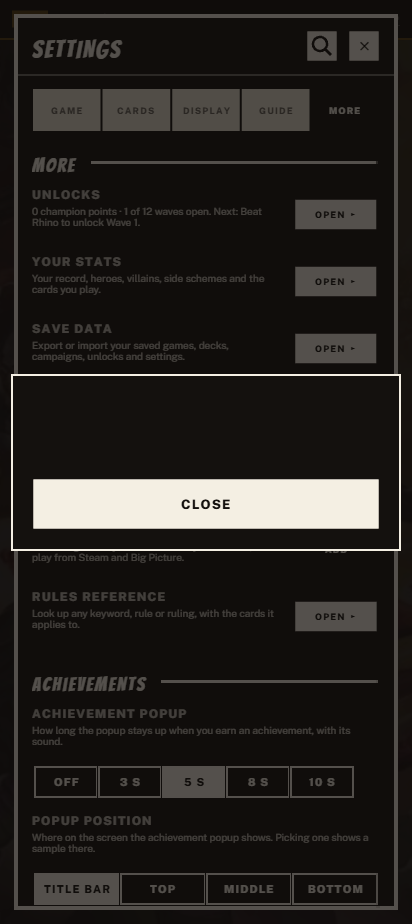 SETTINGS
×
GAME
CARDS
DISPLAY
GUIDE
MORE
MORE
UNLOCKS
0 champion points · 1 of 12 waves open. Next: Beat
Rhino to unlock Wave 1.
OPEN ▸
YOUR STATS
Your record, heroes, villains, side schemes and the
cards you play.
OPEN ▸
SAVE DATA
Export or import your saved games, decks,
campaigns, unlocks and settings.
OPEN ▸
CLOSE
play from Steam and Big Picture.
RULES REFERENCE
Look up any keyword, rule or ruling, with the cards it
applies to.
OPEN ▸
ACHIEVEMENTS
ACHIEVEMENT POPUP
How long the popup stays up when you earn an achievement, with its
sound.
OFF
3 S
5 S
8 S
10 S
POPUP POSITION
Where on the screen the achievement popup shows. Picking one shows a
sample there.
TITLE BAR
TOP
MIDDLE
BOTTOM